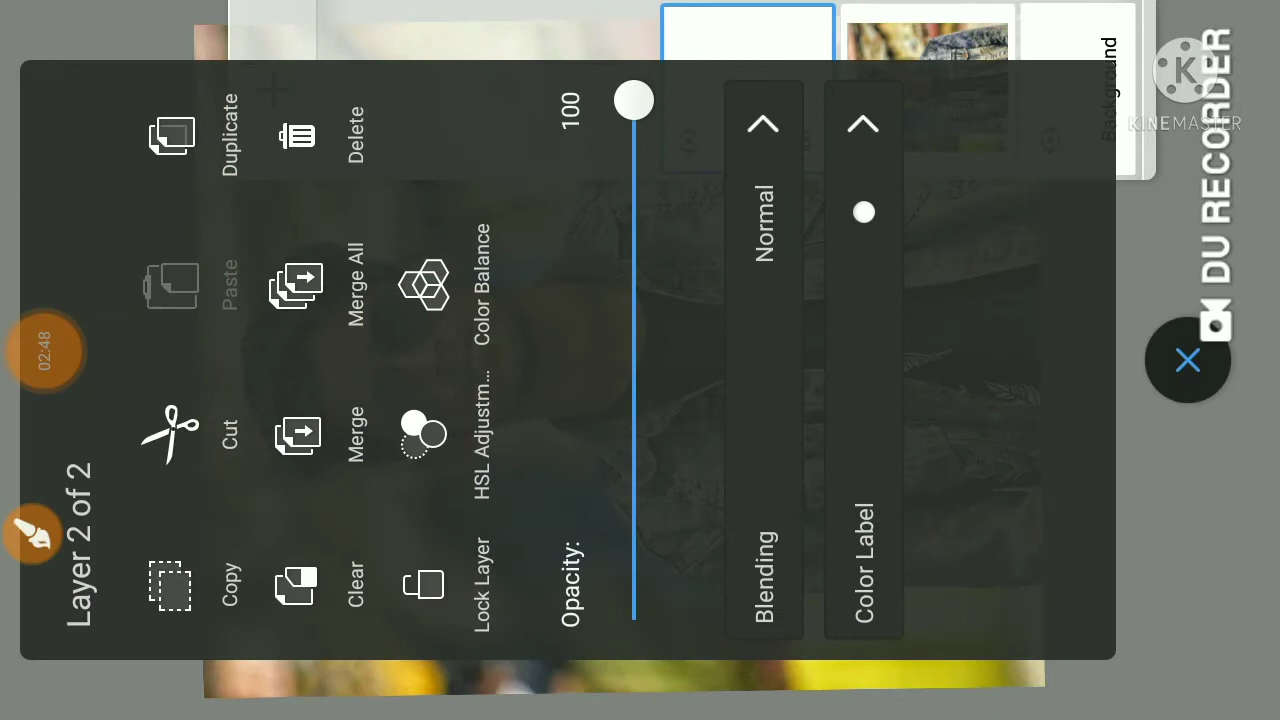 Layer 2 of 2
Copy
Cut
Paste
Duplicate
Clear
Merge
Merge All
Delete
Lock Layer
HSL Adjustm...
Color Balance
Opacity:
100
Blending
Normal
Color Label
Background
02:48
K
KINEMASTER
DU RECORDER